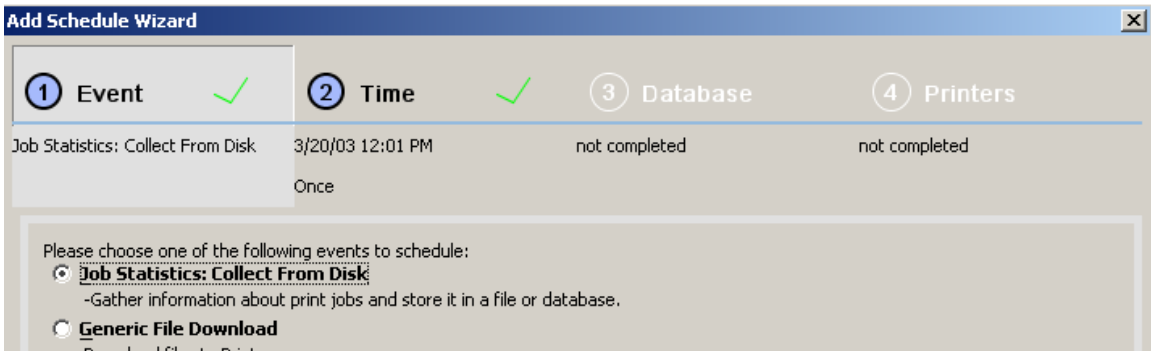 Add Schedule Wizard
1 Event 2 Time 3 Database 4 Printers
Job Statistics: Collect From Disk 3/20/03 12:01 PM not completed not completed
Once
Please choose one of the following events to schedule:
Job Statistics: Collect From Disk
-Gather information about print jobs and store it in a file or database.
Generic File Download